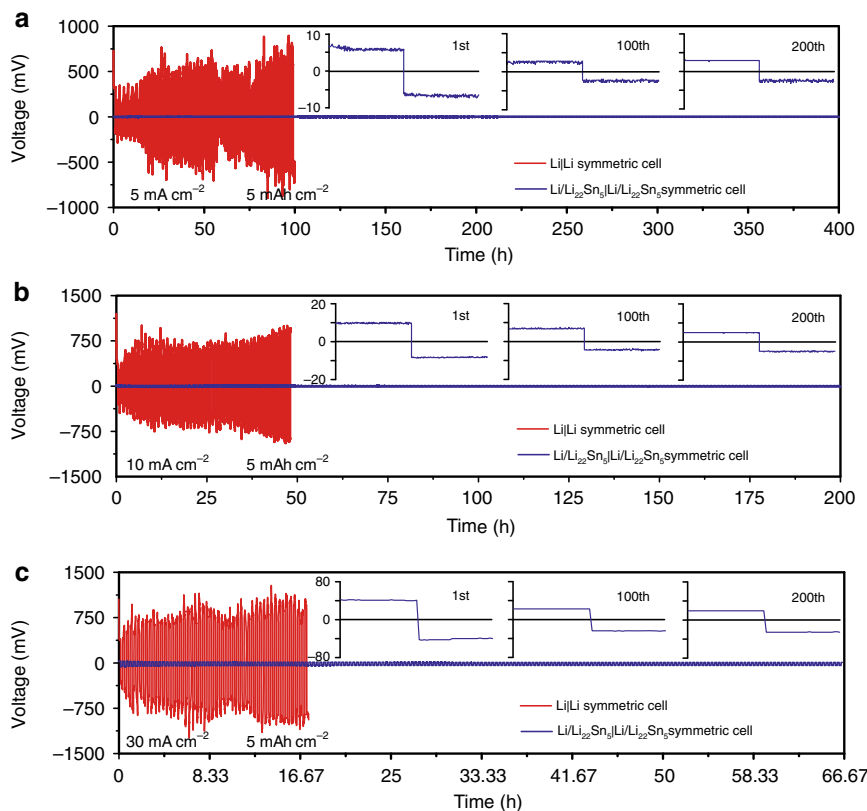 a
1000
500
0
−500
−1000
Voltage (mV)
10
0
−10
1st
100th
200th
Li|Li symmetric cell
Li/Li₂₂Sn₅|Li/Li₂₂Sn₅symmetric cell
5 mA cm⁻²
5 mAh cm⁻²
0 50 100 150 200 250 300 350 400
Time (h)
b
1500
750
0
−750
−1500
Voltage (mV)
20
0
−20
1st
100th
200th
Li|Li symmetric cell
Li/Li₂₂Sn₅|Li/Li₂₂Sn₅symmetric cell
10 mA cm⁻²
5 mAh cm⁻²
0 25 50 75 100 125 150 175 200
Time (h)
c
1500
750
0
−750
−1500
Voltage (mV)
80
0
−80
1st
100th
200th
Li|Li symmetric cell
Li/Li₂₂Sn₅|Li/Li₂₂Sn₅symmetric cell
30 mA cm⁻²
5 mAh cm⁻²
0 8.33 16.67 25 33.33 41.67 50 58.33 66.67
Time (h)